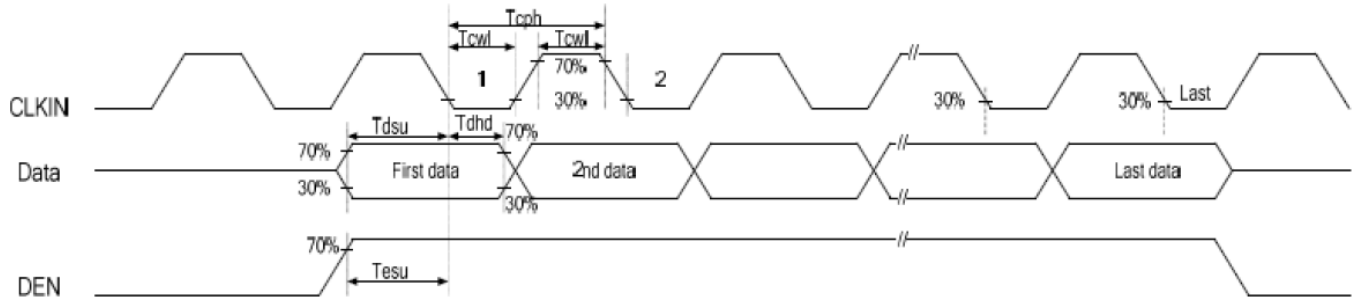 Tcph
Tcwl Tcwll
CLKIN 1 70% 30% 2 // 30% 30% Last
Tdsu Tdhd 70%
Data 70% 30% First data 30% 2nd data // // Last data
70% //
DEN Tesu